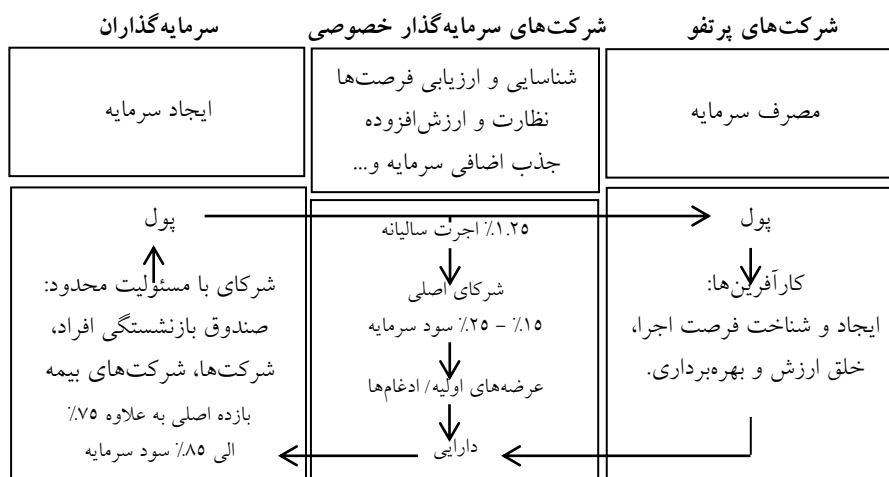 شرکت‌های پرتفو
شرکت‌های سرمایه‌گذار خصوصی
سرمایه‌گذاران
مصرف سرمایه
شناسایی و ارزیابی فرصت‌ها
نظارت و ارزش‌افزوده
جذب اضافی سرمایه و...
ایجاد سرمایه
پول
کارآفرین‌ها:
ایجاد و شناخت فرصت اجرا،
خلق ارزش و بهره‌برداری.
۱.۲۵٪ اجرت سالیانه
شرکای اصلی
۱۵٪ – ۲۵٪ سود سرمایه
عرضه‌های اولیه/ ادغام‌ها
دارایی
پول
شرکای با مسئولیت محدود:
صندوق بازنشستگی افراد،
شرکت‌ها، شرکت‌های بیمه
بازده اصلی به علاوه ۷۵٪
الی ۸۵٪ سود سرمایه